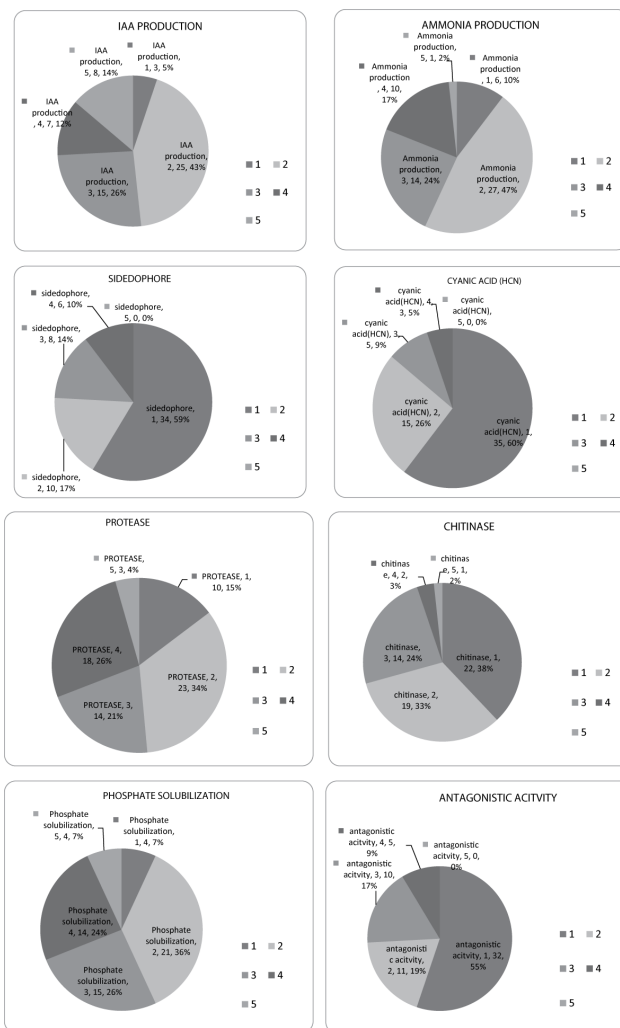 IAA PRODUCTION
IAA
production,
5, 8, 14%
IAA
production,
1, 3, 5%
IAA
production
, 4, 7, 12%
IAA
production,
2, 25, 43%
IAA
production,
3, 15, 26%
1 2
3 4
5
AMMONIA PRODUCTION
Ammonia
production,
5, 1, 2%
Ammonia
production
, 4, 10,
17%
Ammonia
production
, 1, 6, 10%
Ammonia
production,
3, 14, 24%
Ammonia
production,
2, 27, 47%
1 2
3 4
5
SIDEDOPHORE
sidedophore,
4, 6, 10%
sidedophore,
5, 0, 0%
sidedophore,
3, 8, 14%
sidedophore,
1, 34, 59%
sidedophore,
2, 10, 17%
1 2
3 4
5
CYANIC ACID (HCN)
cyanic
acid(HCN), 4,
3, 5%
cyanic
acid(HCN),
5, 0, 0%
cyanic
acid(HCN), 3,
5, 9%
cyanic
acid(HCN), 2,
15, 26%
cyanic
acid(HCN), 1,
35, 60%
1 2
3 4
5
PROTEASE
PROTEASE,
5, 3, 4%
PROTEASE, 1,
10, 15%
PROTEASE, 4,
18, 26%
PROTEASE, 2,
23, 34%
PROTEASE, 3,
14, 21%
1 2
3 4
5
CHITINASE
chitinas
e, 4, 2,
3%
chitinas
e, 5, 1,
2%
chitinase,
3, 14, 24%
chitinase, 1,
22, 38%
chitinase, 2,
19, 33%
1 2
3 4
5
PHOSPHATE SOLUBILIZATION
Phosphate
solubilization,
5, 4, 7%
Phosphate
solubilization,
1, 4, 7%
Phosphate
solubilization,
4, 14, 24%
Phosphate
solubilization,
2, 21, 36%
Phosphate
solubilization,
3, 15, 26%
1 2
3 4
5
ANTAGONISTIC ACITVITY
antagonistic
acitvity, 4, 5,
9%
antagonistic
acitvity, 5, 0,
0%
antagonistic
acitvity, 3, 10,
17%
antagonisti
c acitvity,
2, 11, 19%
antagonistic
acitvity, 1, 32,
55%
1 2
3 4
5